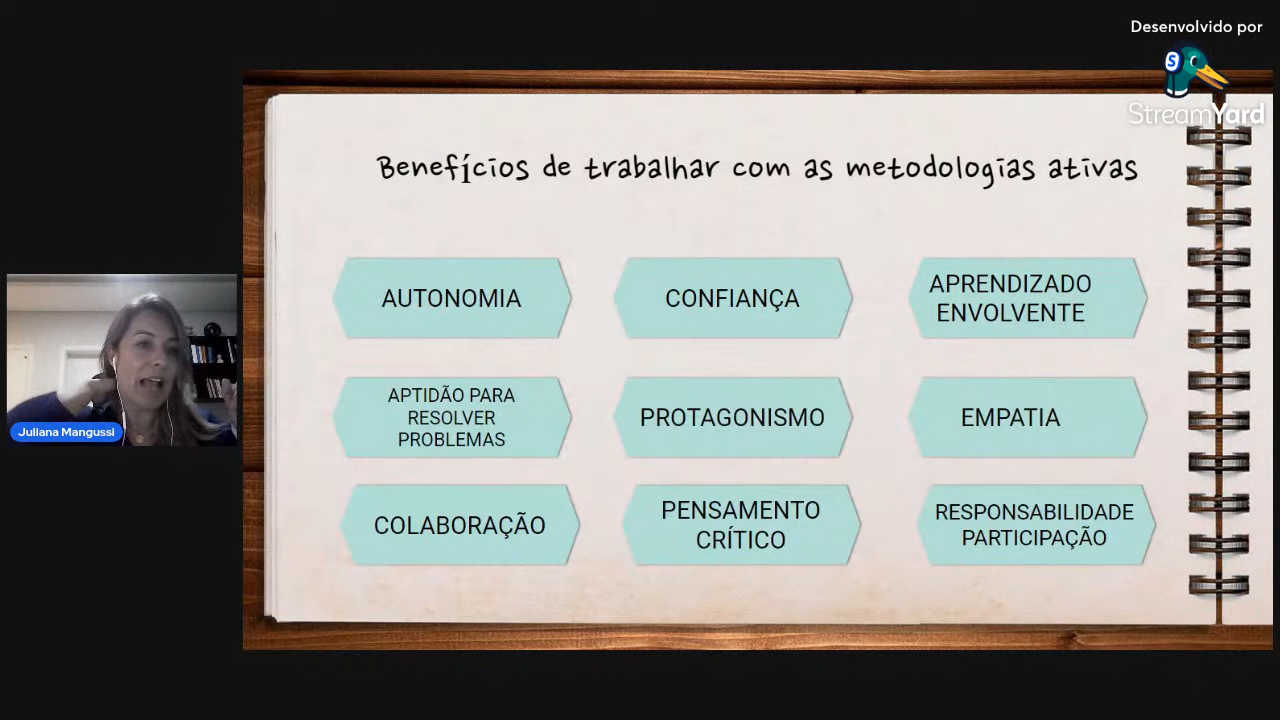 Desenvolvido por
StreamYard
Benefícios de trabalhar com as metodologias ativas
AUTONOMIA
CONFIANÇA
APRENDIZADO
ENVOLVENTE
APTIDÃO PARA
RESOLVER
PROBLEMAS
PROTAGONISMO
EMPATIA
COLABORAÇÃO
PENSAMENTO
CRÍTICO
RESPONSABILIDADE
PARTICIPAÇÃO
Juliana Mangussi